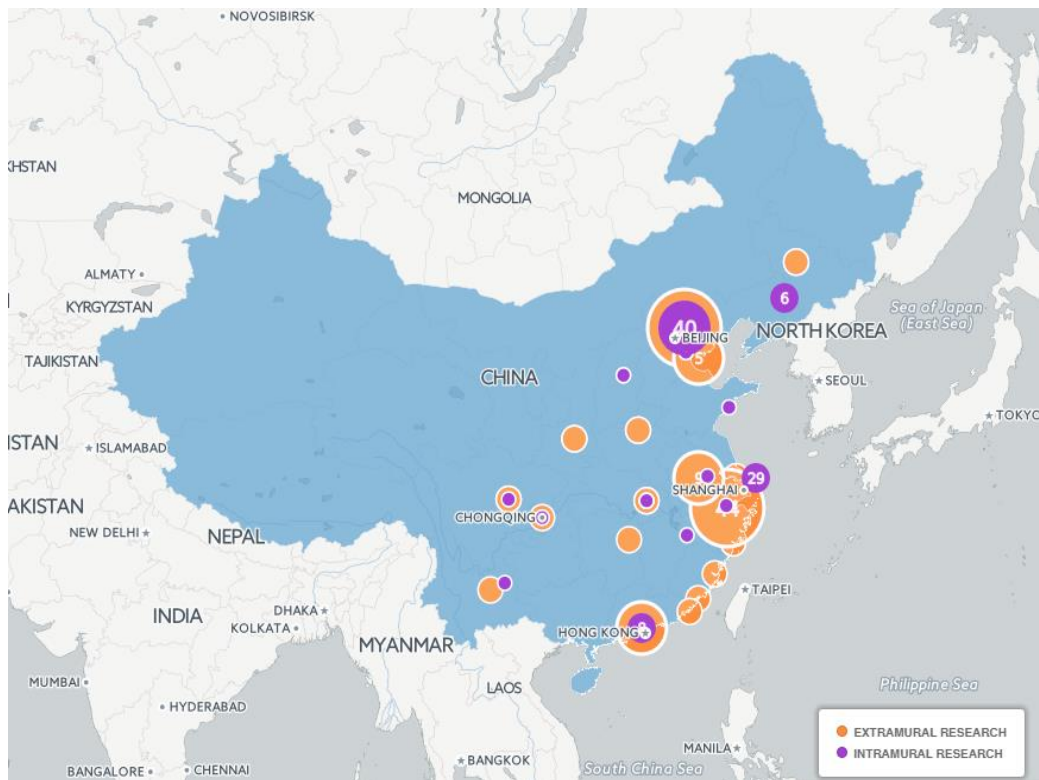 NOVOSIBIRSK
KHSTAN
MONGOLIA
ALMATY
KYRGYZSTAN
6
Sea of Japan
(East Sea)
40
BEIJING
NORTH KOREA
TAJIKISTAN
5
CHINA
SEOUL
TOKYO
ISTAN
ISLAMABAD
9
29
SHANGHAI
AKISTAN
44
CHONGQING
NEW DELHI
NEPAL
TAIPEI
INDIA
DHAKA
KOLKATA
HONG KONG
MYANMAR
LAOS
MUMBAI
Philippine Sea
HYDERABAD
EXTRAMURAL RESEARCH
INTRAMURAL RESEARCH
MANILA
BANGKOK
BANGALORE
CHENNAI
South China Sea